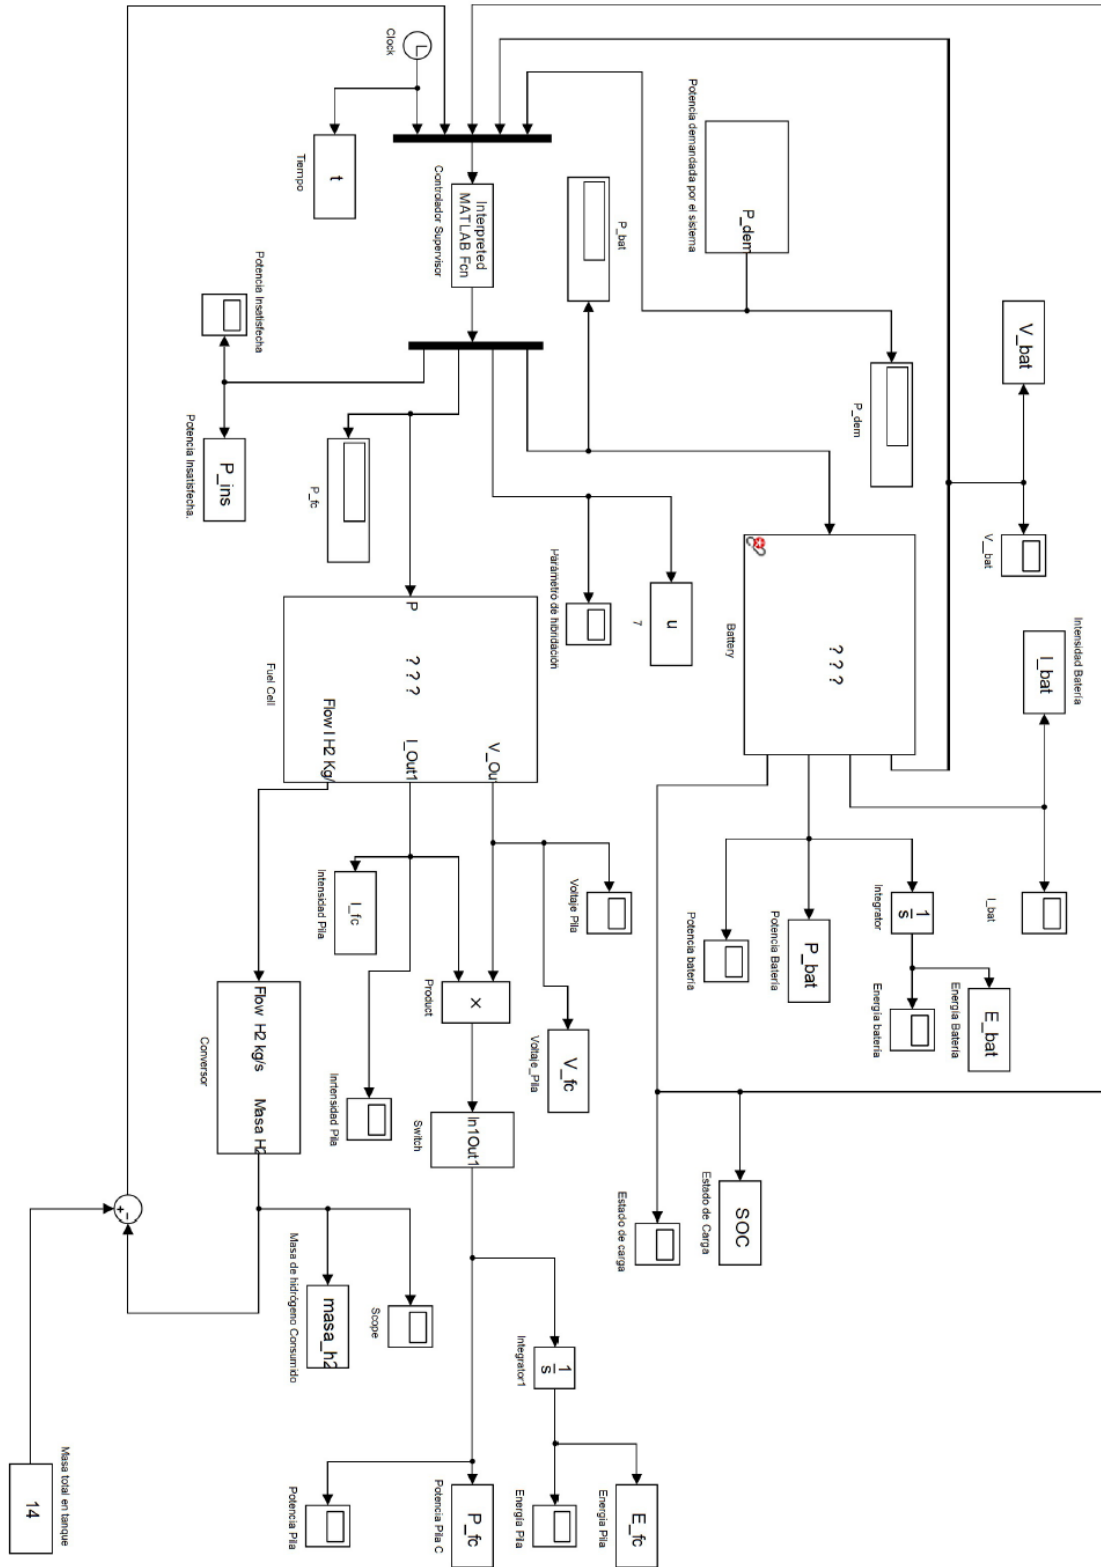 Intensidad Batería
I_bat
I_bat
V_bat
V__bat
E_bat
Energía Batería
1
s
Integrator
Energía batería
P_bat
Potencia Batería
Potencia batería
???
Battery
P_dem
P_dem
Potencia demandada por el sistema
SOC
Estado de Carga
Estado de carga
P_bat
u
7
Parámetro de hibridación
Interpreted
MATLAB Fcn
Controlador Supervisor
Clock
t
Tiempo
Potencia Insatisfecha
P_ins
Potencia Insatisfecha.
P_fc
P
???
V_Ou
I_Out1
Flow I H2 Kg/
Fuel Cell
Voltaje Pila
V_fc
Voltaje_Pila
×
Product
In1Out1
Switch
I_fc
Intensidad Pila
Inrtensidad Pila
1
s
Integrator1
E_fc
Energía Pila
Energía Pila
P_fc
Potencia Pila C
Potencia Pila
Flow H2 kg/s
Masa H2
Conversor
Scope
masa_h2
Masa de hidrógeno Consumido
+
−
Masa total en tanque
14